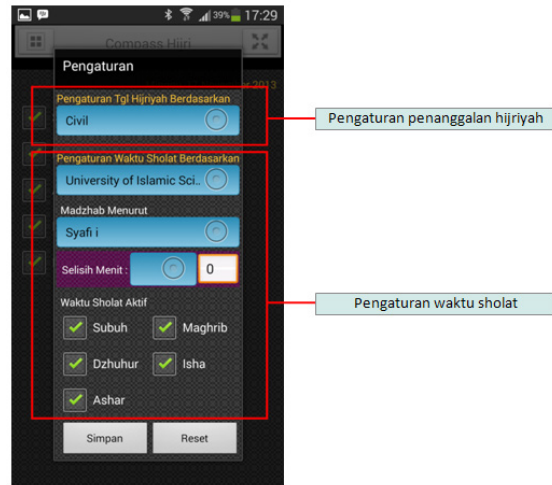 39% 17:29
Compass Hijri
Pengaturan
2013
Pengaturan Tgl Hijriyah Berdasarkan
Civil
Pengaturan penanggalan hijriyah
Pengaturan Waktu Sholat Berdasarkan
University of Islamic Sci..
Madzhab Menurut
Syafi i
Selisih Menit : 0
Pengaturan waktu sholat
Waktu Sholat Aktif
Subuh Maghrib
Dzhuhur Isha
Ashar
Simpan Reset